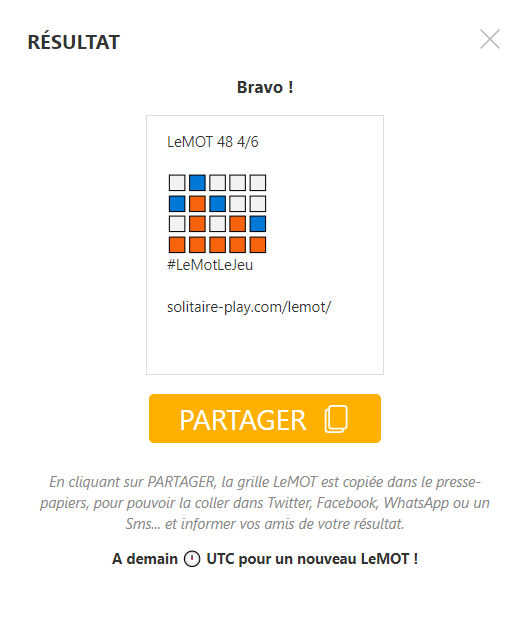 RÉSULTAT
Bravo !
LeMOT 48 4/6
#LeMotLeJeu
solitaire-play.com/lemot/
PARTAGER
En cliquant sur PARTAGER, la grille LeMOT est copiée dans le presse-
papiers, pour pouvoir la coller dans Twitter, Facebook, WhatsApp ou un
Sms... et informer vos amis de votre résultat.
A demain 🕛 UTC pour un nouveau LeMOT !